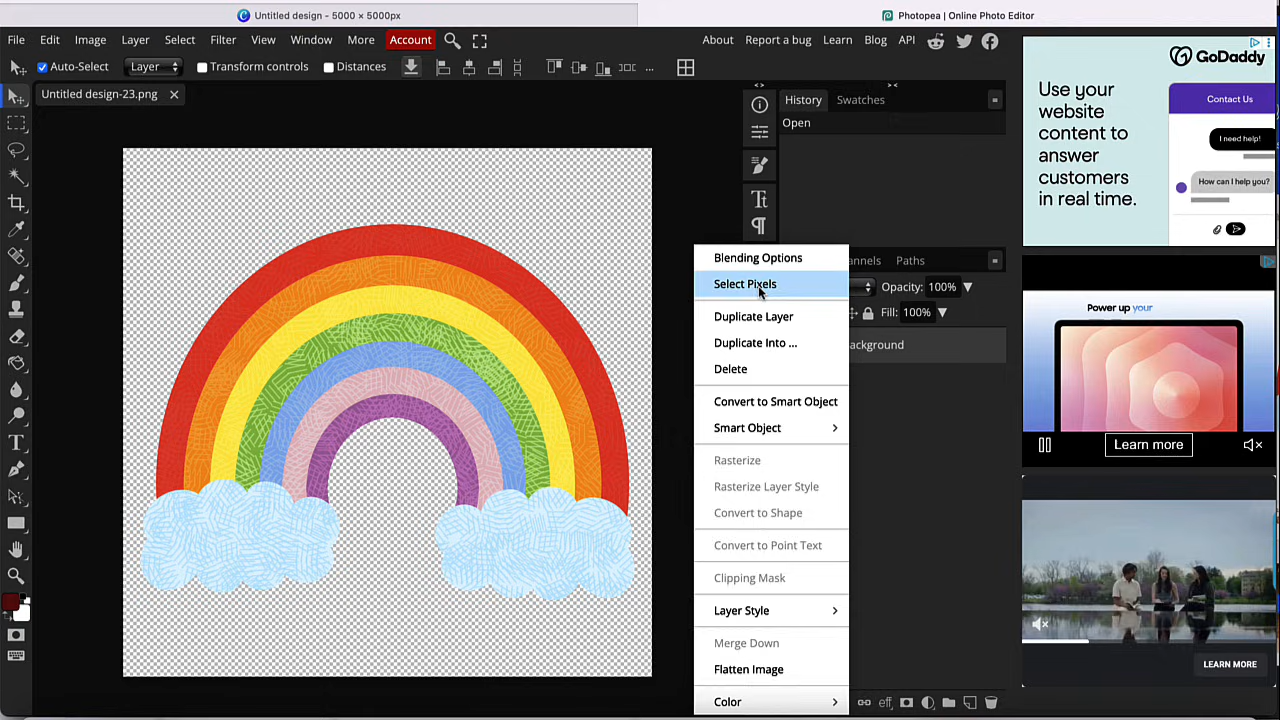 Untitled design - 5000 × 5000px
Photopea | Online Photo Editor
File Edit Image Layer Select Filter View Window More Account
About Report a bug Learn Blog API
Auto-Select Layer Transform controls Distances ...
Untitled design-23.png
History Swatches
Open
Tt
Blending Options
Select Pixels
Duplicate Layer
Duplicate Into ...
Delete
Convert to Smart Object
Smart Object
Rasterize
Rasterize Layer Style
Convert to Shape
Convert to Point Text
Clipping Mask
Layer Style
Merge Down
Flatten Image
Color
annels Paths
Opacity: 100%
Fill: 100%
ackground
eff
GoDaddy
Use your
website
content to
answer
customers
in real time.
Contact Us
I need help!
How can I help you?
Power up your
Learn more
LEARN MORE